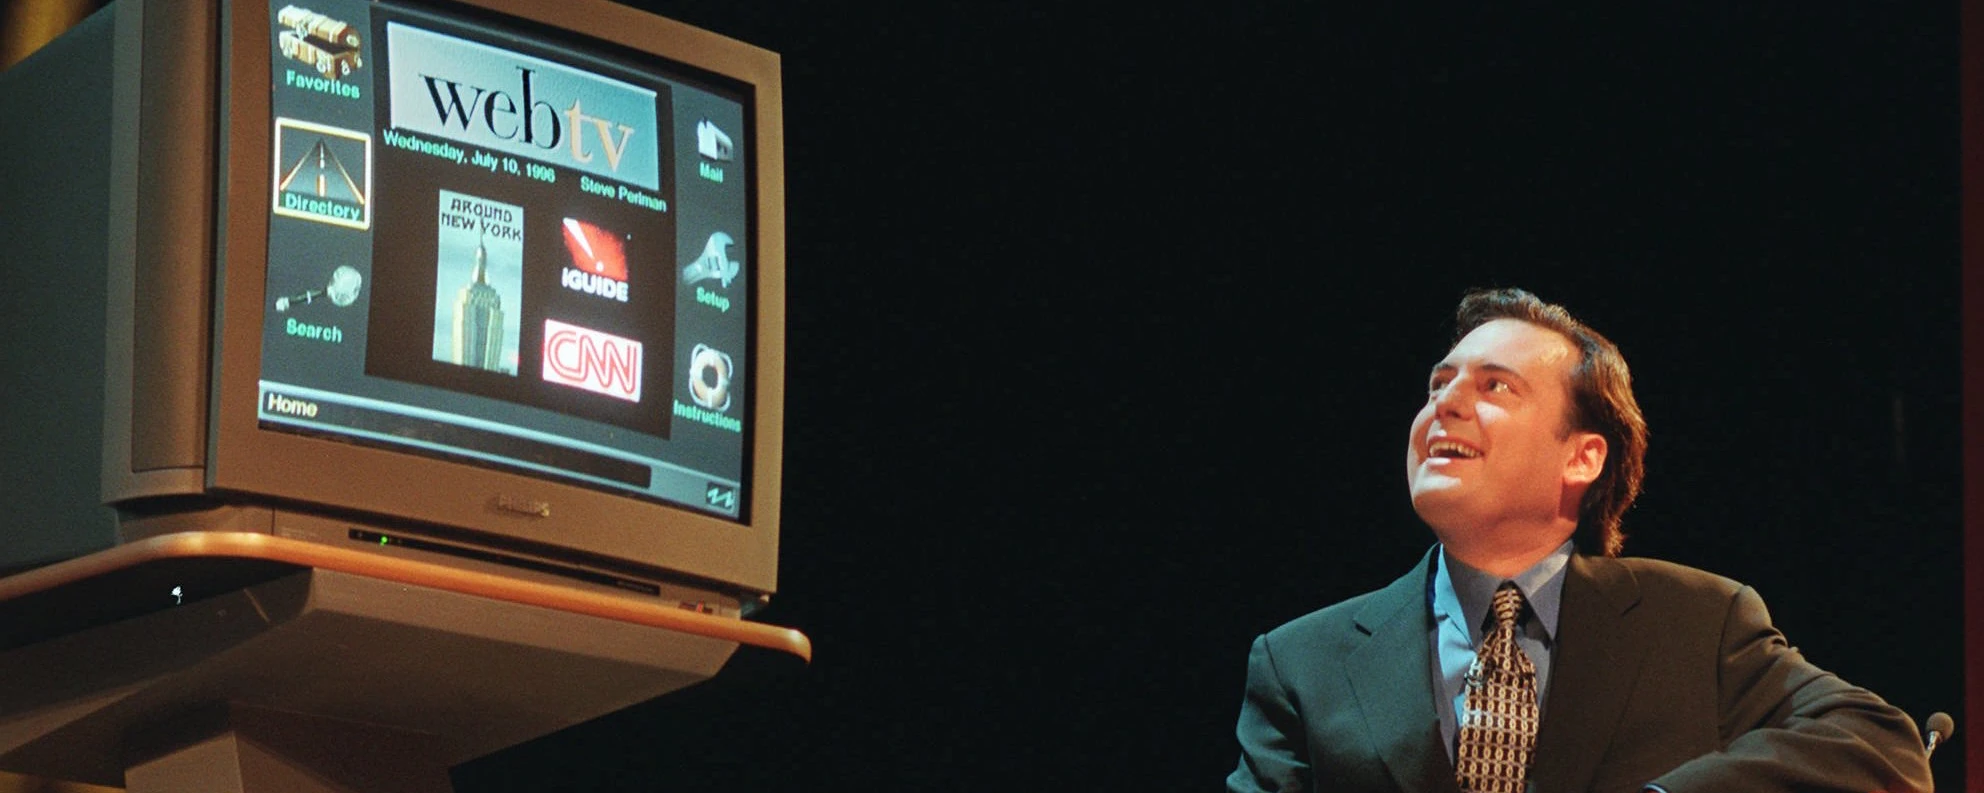 Favorites
Directory
Search
webtv
Wednesday, July 10, 1996
Steve Perlman
AROUND
NEW YORK
iGUIDE
CNN
Mail
Setup
Instructions
Home
PHILIPS